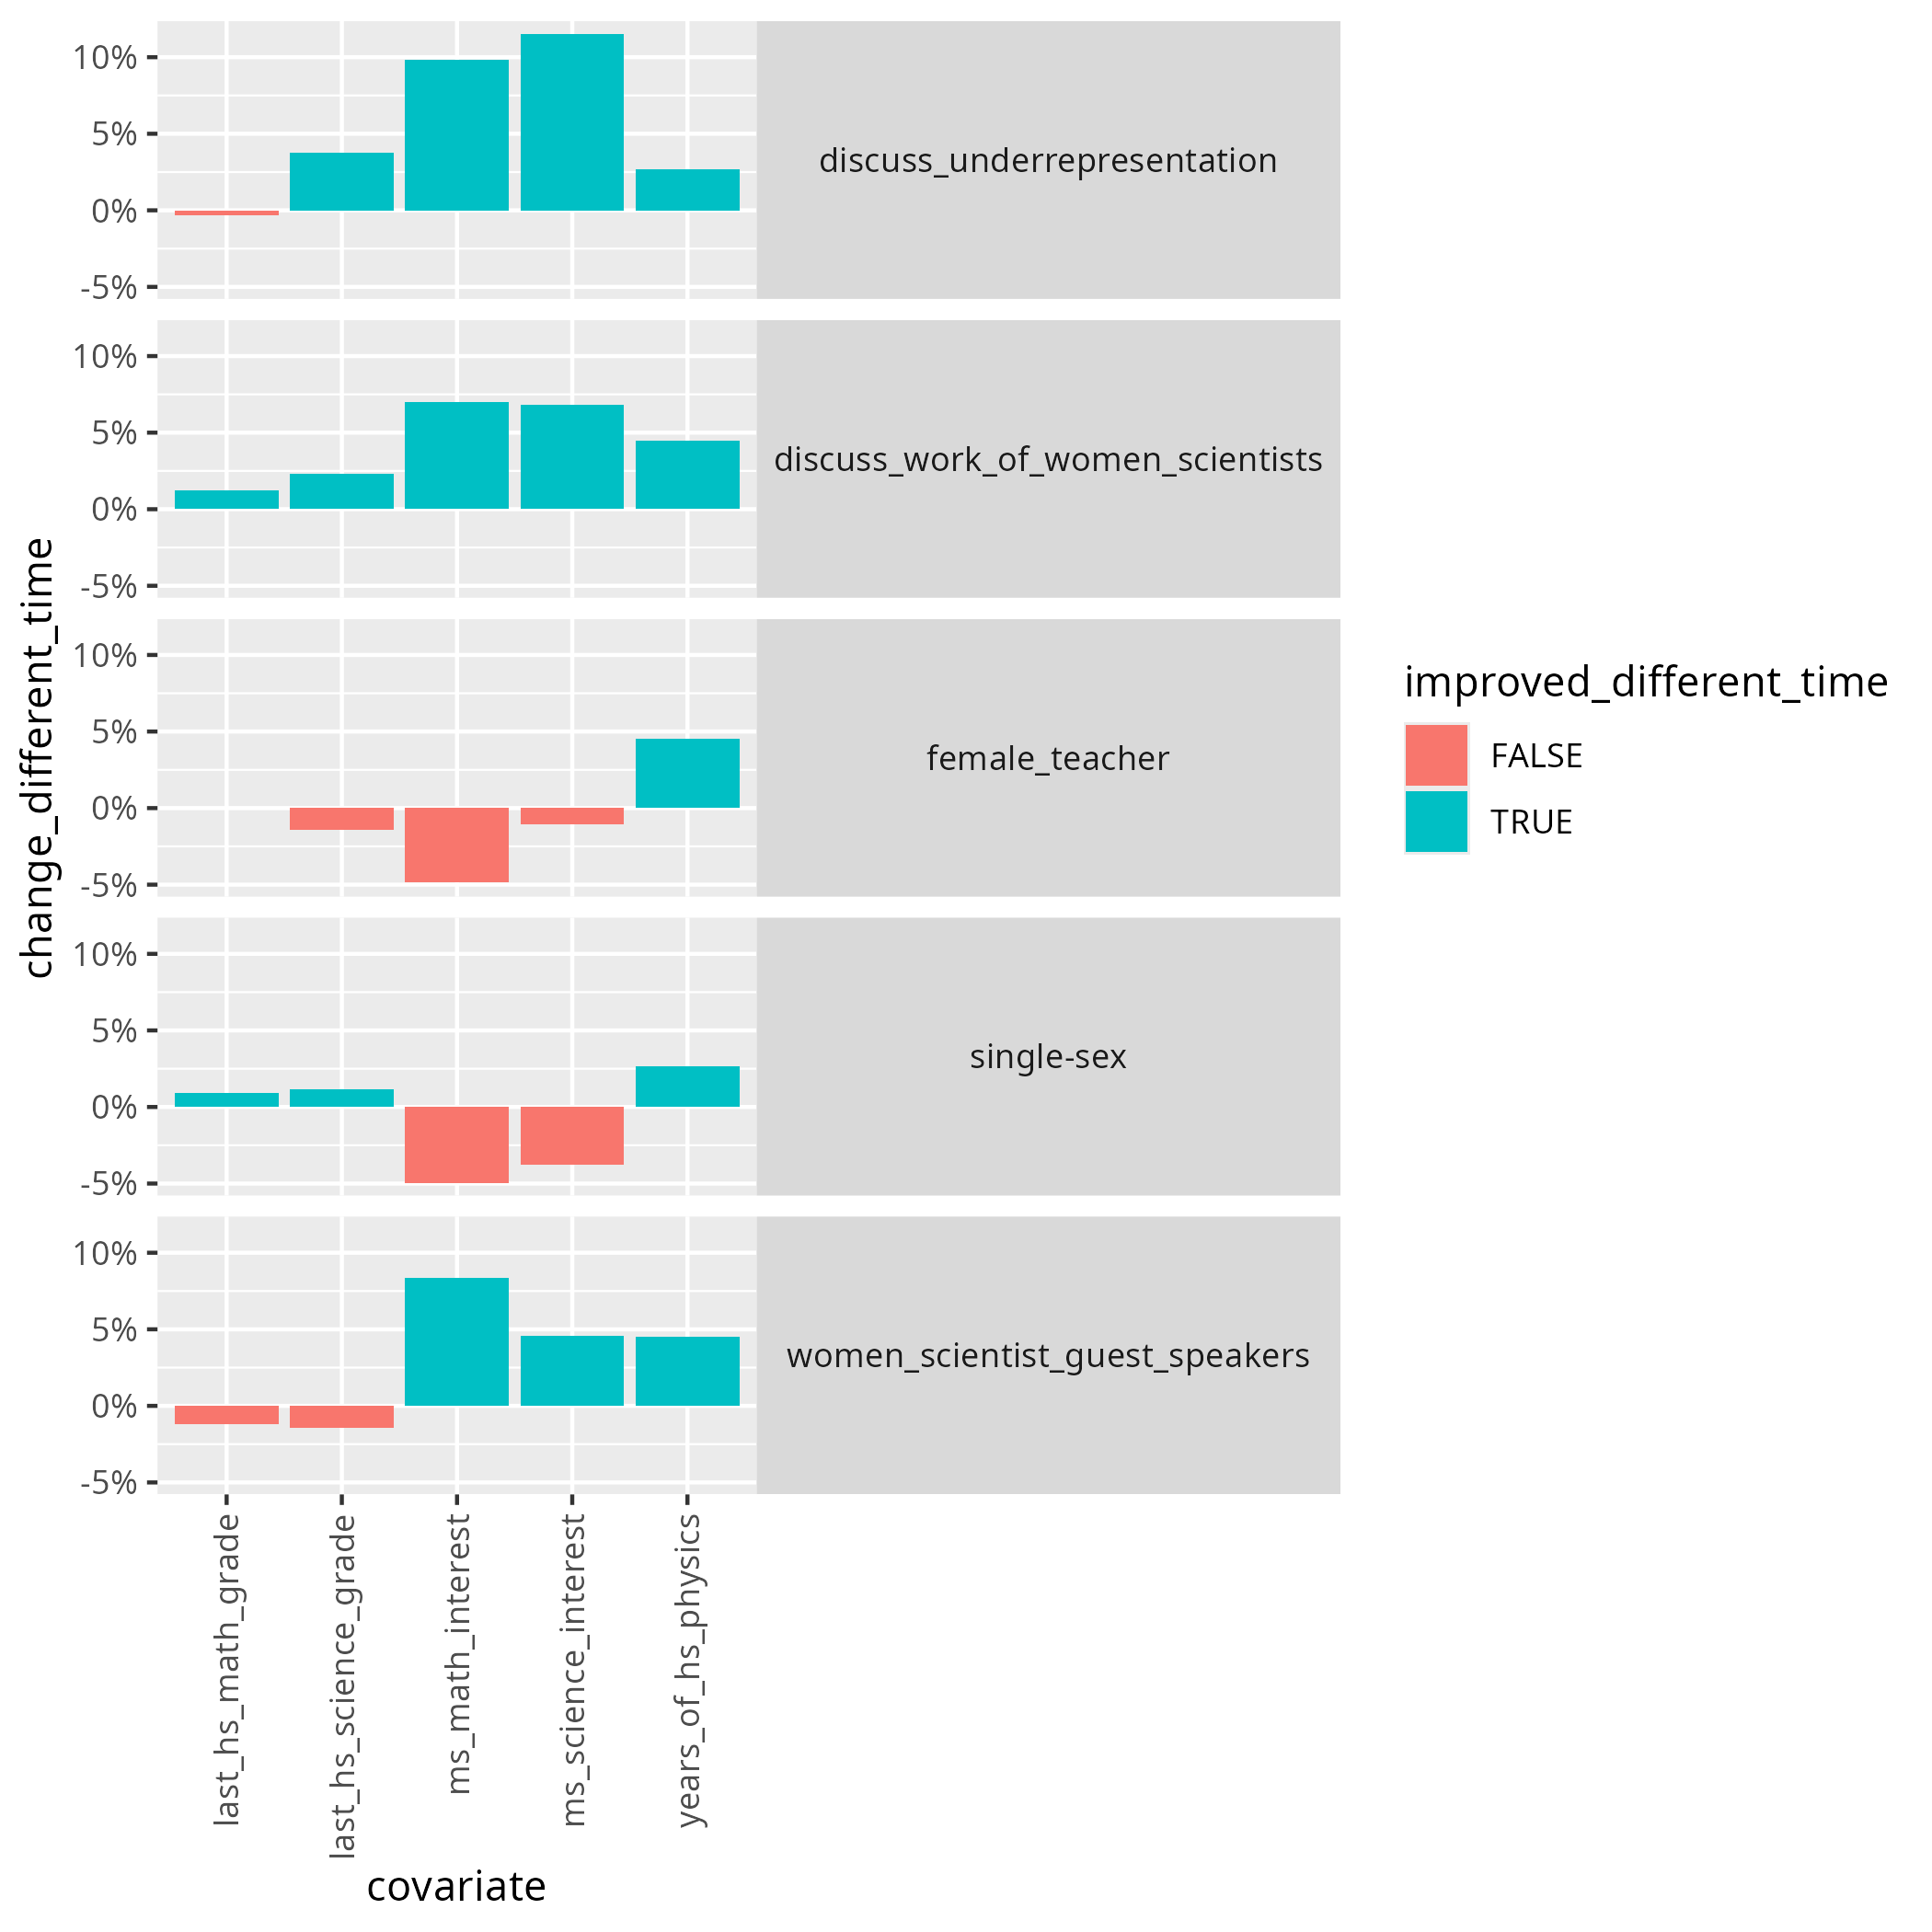 10%
5%
0%
-5%
discuss_underrepresentation
10%
5%
0%
-5%
discuss_work_of_women_scientists
10%
5%
0%
-5%
female_teacher
10%
5%
0%
-5%
single-sex
10%
5%
0%
-5%
women_scientist_guest_speakers
change_different_time
last_hs_math_grade
last_hs_science_grade
ms_math_interest
ms_science_interest
years_of_hs_physics
covariate
improved_different_time
FALSE
TRUE